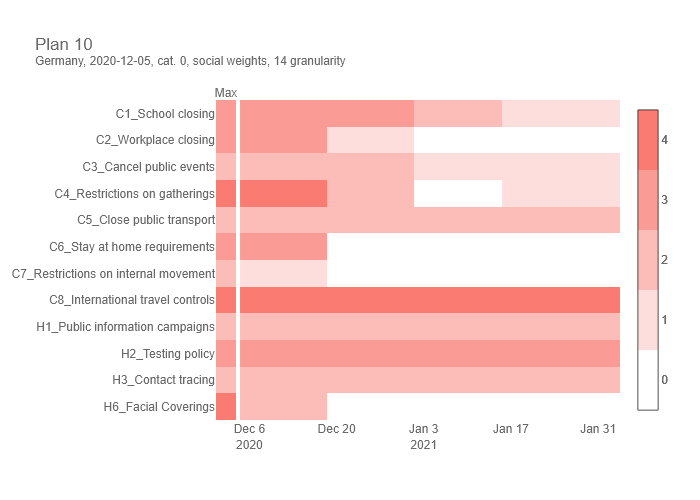 Plan 10
Germany, 2020-12-05, cat. 0, social weights, 14 granularity
Max
C1_School closing
C2_Workplace closing
C3_Cancel public events
C4_Restrictions on gatherings
C5_Close public transport
C6_Stay at home requirements
C7_Restrictions on internal movement
C8_International travel controls
H1_Public information campaigns
H2_Testing policy
H3_Contact tracing
H6_Facial Coverings
Dec 6 Dec 20 Jan 3 Jan 17 Jan 31
2020 2021
4
3
2
1
0